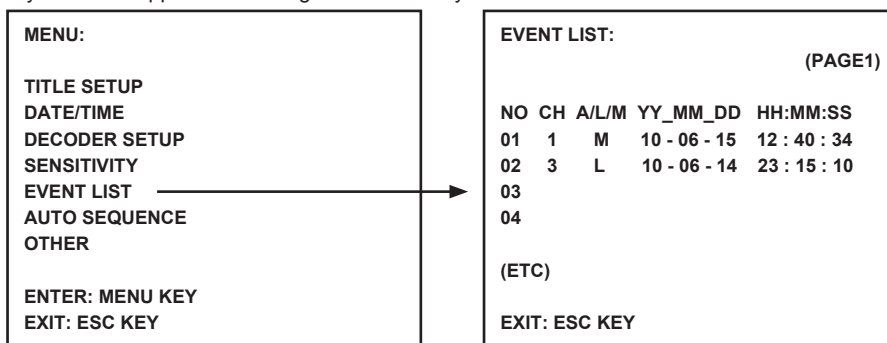 MENU:
TITLE SETUP
DATE/TIME
DECODER SETUP
SENSITIVITY
EVENT LIST
AUTO SEQUENCE
OTHER
ENTER: MENU KEY
EXIT: ESC KEY
EVENT LIST:
(PAGE1)
NO CH A/L/M YY_MM_DD HH:MM:SS
01 1 M 10 - 06 - 15 12 : 40 : 34
02 3 L 10 - 06 - 14 23 : 15 : 10
03
04
(ETC)
EXIT: ESC KEY